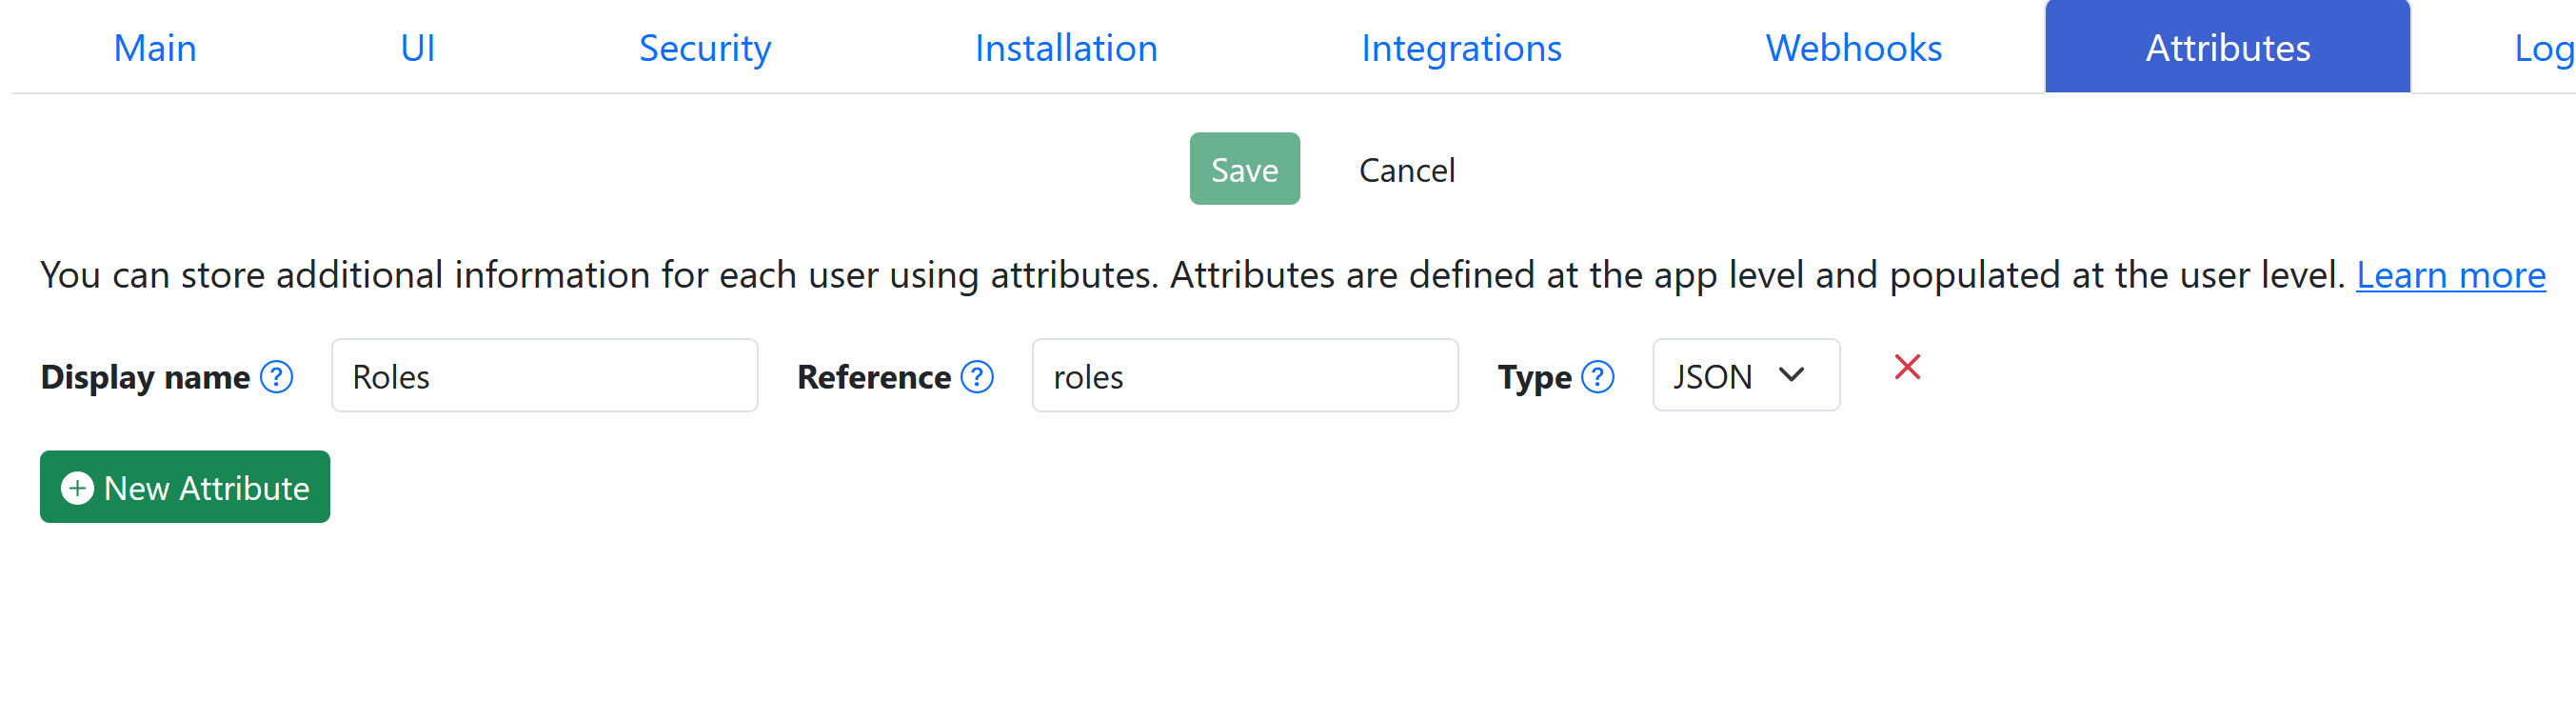 Main UI Security Installation Integrations Webhooks Attributes Log
Save Cancel
You can store additional information for each user using attributes. Attributes are defined at the app level and populated at the user level. Learn more
Display name ? Roles Reference ? roles Type ? JSON
New Attribute